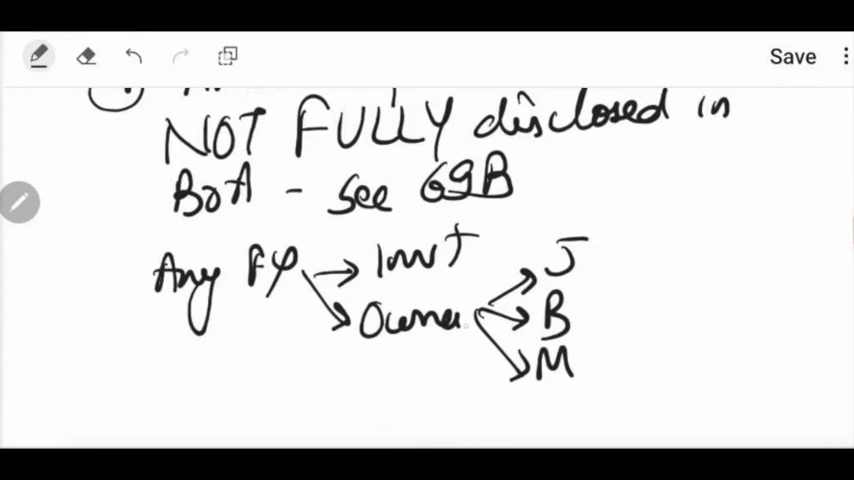 Save
NOT FULLY disclosed in
BOA - See 69B
Any FY → Invt
→ Owner → J
→ B
→ M